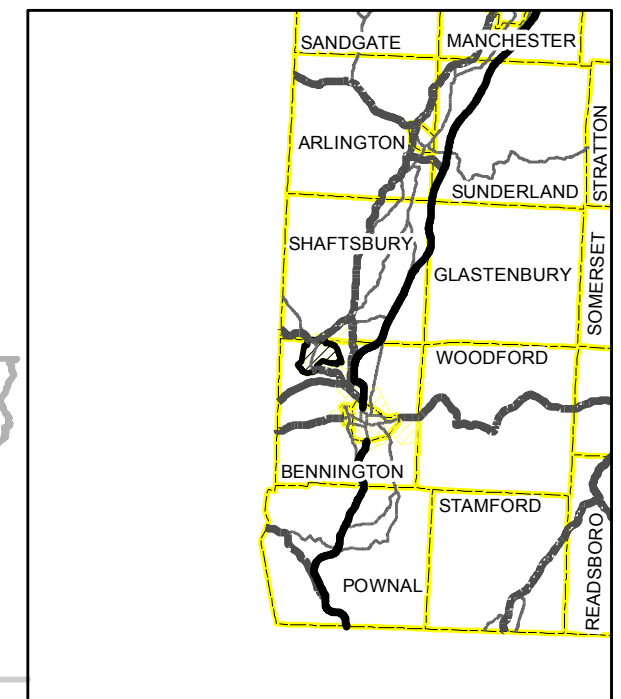 SANDGATE
MANCHESTER
ARLINGTON
STRATTON
SUNDERLAND
SHAFTSBURY
SOMERSET
GLASTENBURY
WOODFORD
BENNINGTON
STAMFORD
READSBORO
POWNAL